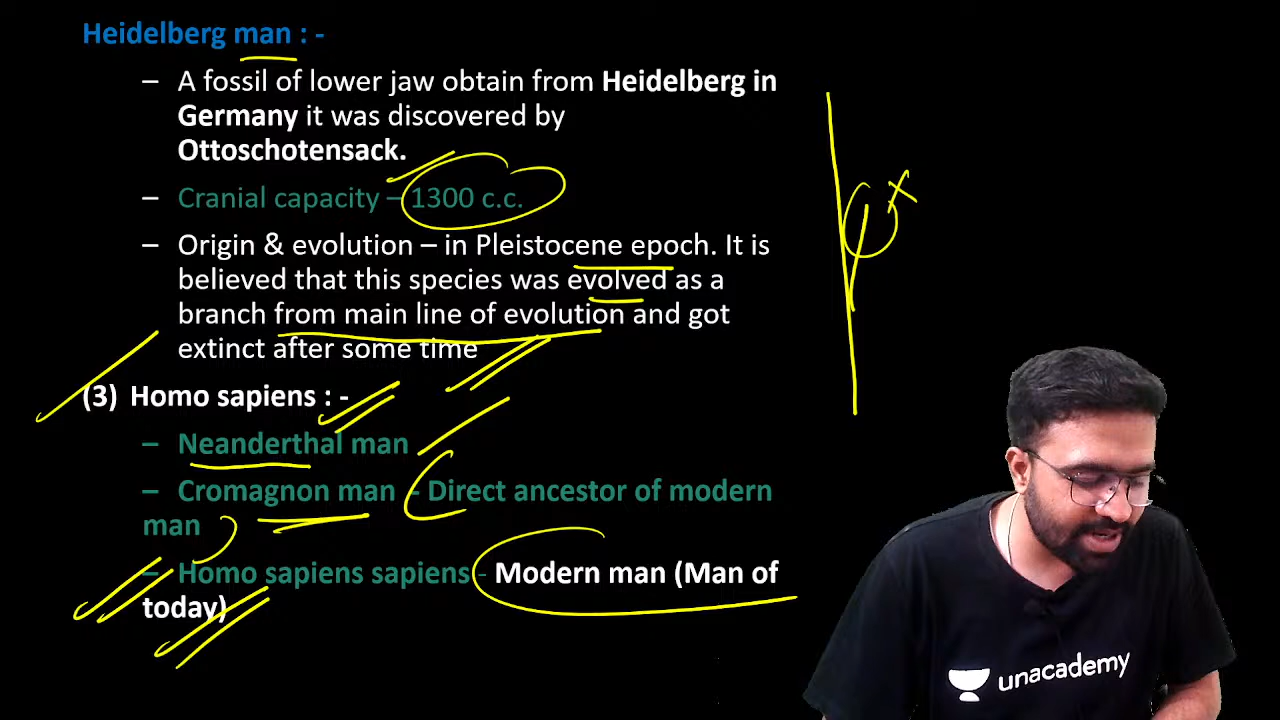 Heidelberg man : -
– A fossil of lower jaw obtain from Heidelberg in
Germany it was discovered by
Ottoschotensack.
– Cranial capacity – 1300 c.c.
– Origin & evolution – in Pleistocene epoch. It is
believed that this species was evolved as a
branch from main line of evolution and got
extinct after some time
(3) Homo sapiens : -
– Neanderthal man
– Cromagnon man - Direct ancestor of modern
man
– Homo sapiens sapiens - Modern man (Man of
today)
unacademy